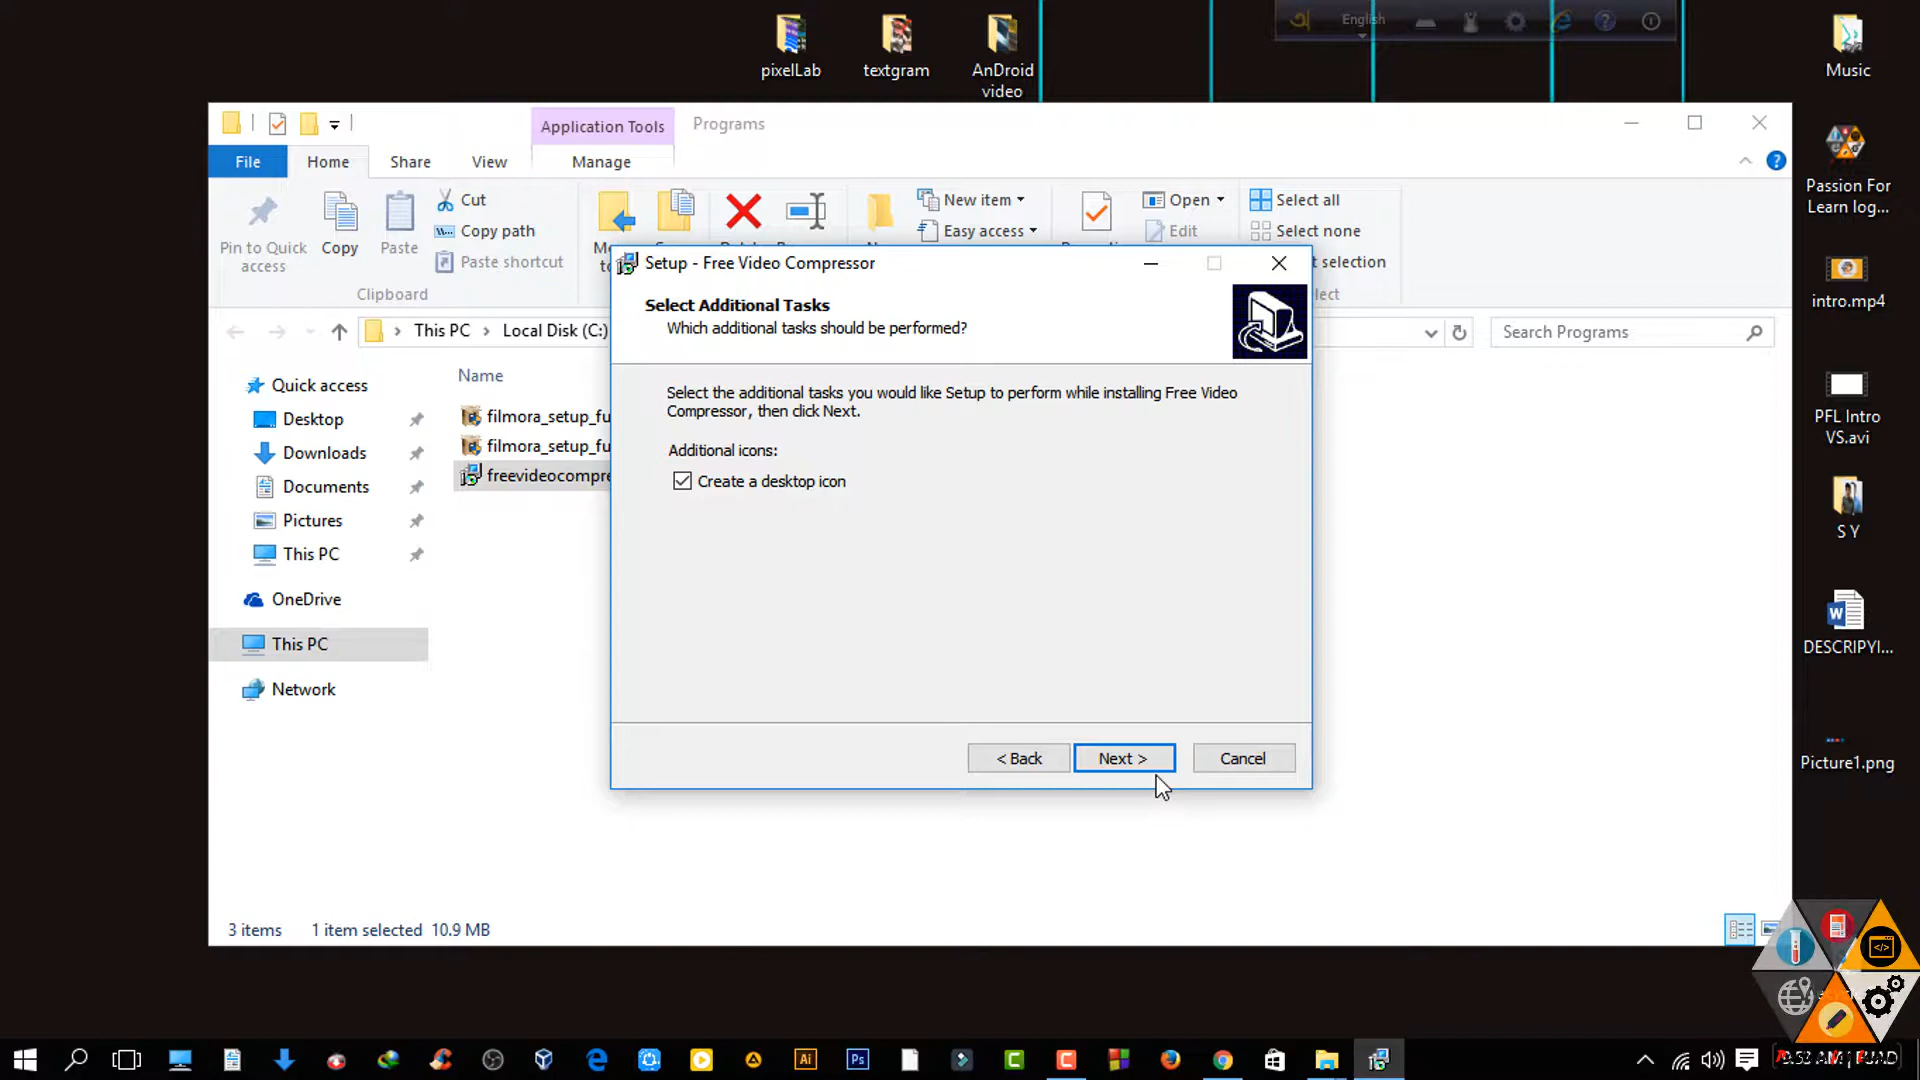 pixelLab
textgram
AnDroid
video
English
Music
Application Tools
Programs
File
Home
Share
View
Manage
Pin to Quick
access
Copy
Paste
Cut
Copy path
Paste shortcut
Clipboard
New item
Easy access
Open
Edit
Select all
Select none
t selection
Passion For
Learn log...
intro.mp4
PFL Intro
VS.avi
S Y
DESCRIPYI...
Picture1.png
This PC
Local Disk (C:)
Search Programs
Quick access
Desktop
Downloads
Documents
Pictures
This PC
OneDrive
This PC
Network
Name
filmora_setup_fu
filmora_setup_fu
freevideocompre
Setup - Free Video Compressor
Select Additional Tasks
Which additional tasks should be performed?
Select the additional tasks you would like Setup to perform while installing Free Video
Compressor, then click Next.
Additional icons:
Create a desktop icon
< Back
Next >
Cancel
3 items
1 item selected 10.9 MB
Ai
Ps